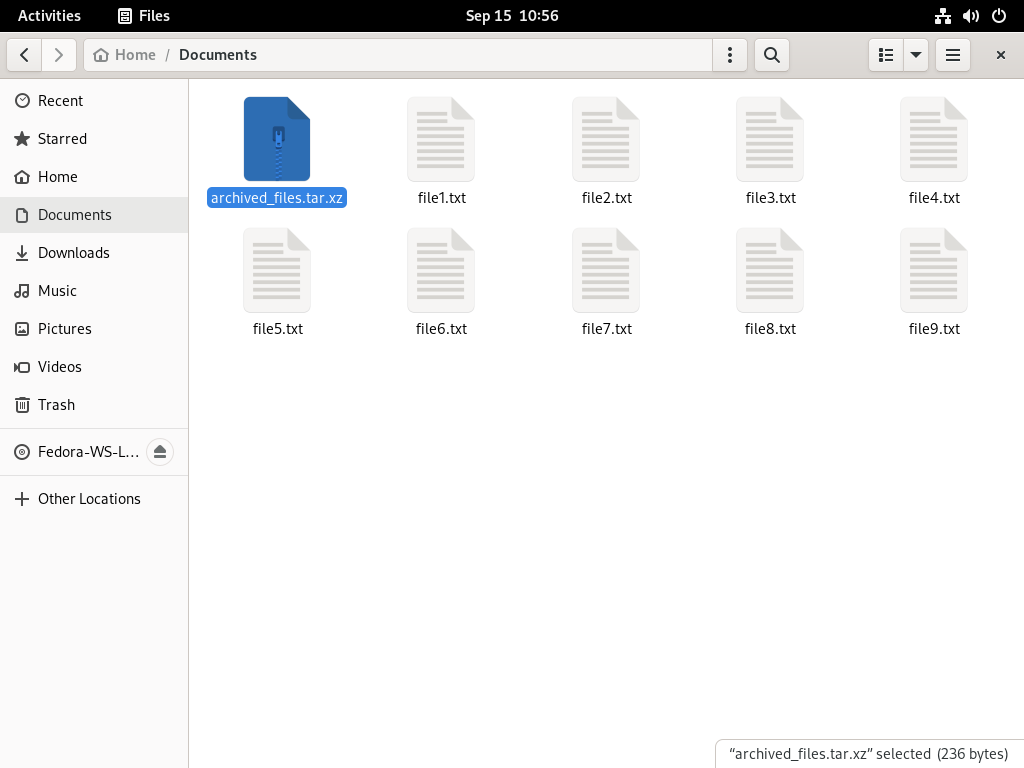 Activities
Files
Sep 15 10:56
Home / Documents
Recent
Starred
Home
Documents
Downloads
Music
Pictures
Videos
Trash
Fedora-WS-L...
Other Locations
archived_files.tar.xz
file1.txt
file2.txt
file3.txt
file4.txt
file5.txt
file6.txt
file7.txt
file8.txt
file9.txt
“archived_files.tar.xz” selected (236 bytes)